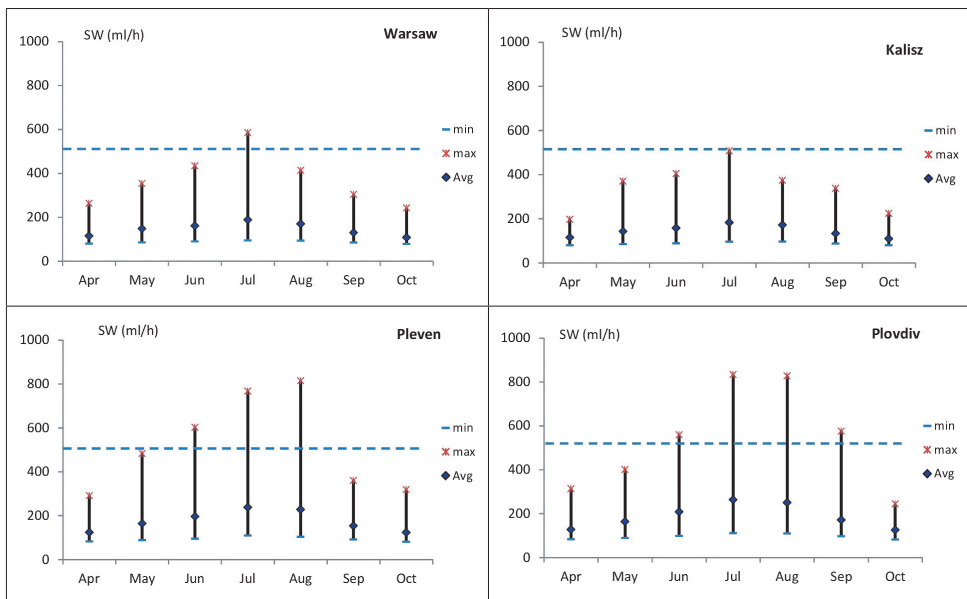 SW (ml/h)
Warsaw
1000
800
600
400
200
0
Apr May Jun Jul Aug Sep Oct
min
max
Avg
SW (ml/h)
Kalisz
1000
800
600
400
200
0
Apr May Jun Jul Aug Sep Oct
min
max
Avg
SW (ml/h)
Pleven
1000
800
600
400
200
0
Apr May Jun Jul Aug Sep Oct
min
max
Avg
SW (ml/h)
Plovdiv
1000
800
600
400
200
0
Apr May Jun Jul Aug Sep Oct
min
max
Avg